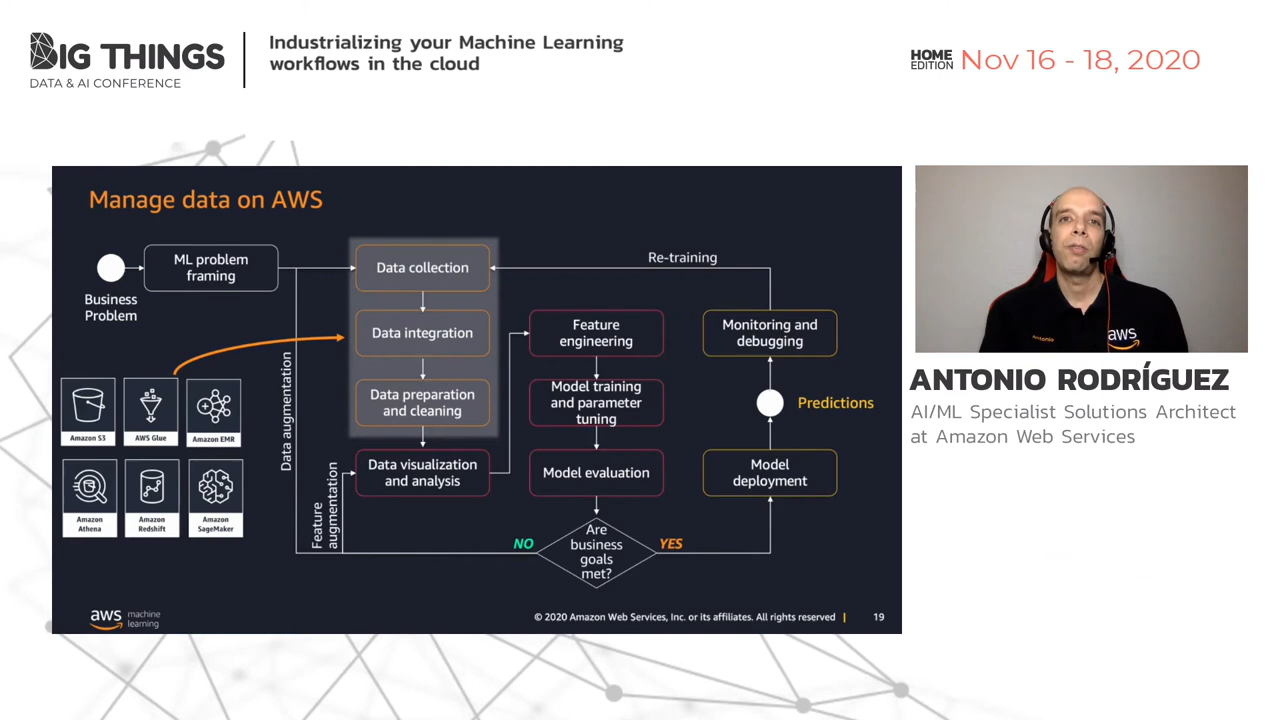 BIG THINGS
DATA & AI CONFERENCE
Industrializing your Machine Learning
workflows in the cloud
HOME
EDITION
Nov 16 - 18, 2020
Manage data on AWS
Business
Problem
ML problem
framing
Data collection
Data integration
Data preparation
and cleaning
Data visualization
and analysis
Data augmentation
Feature
augmentation
Feature
engineering
Model training
and parameter
tuning
Model evaluation
Are
business
goals
met?
NO
YES
Re-training
Monitoring and
debugging
Predictions
Model
deployment
Amazon S3
AWS Glue
Amazon EMR
Amazon
Athena
Amazon
Redshift
Amazon
SageMaker
aws
machine
learning
© 2020 Amazon Web Services, Inc. or its affiliates. All rights reserved
19
Antonio
aws
ANTONIO RODRÍGUEZ
AI/ML Specialist Solutions Architect
at Amazon Web Services